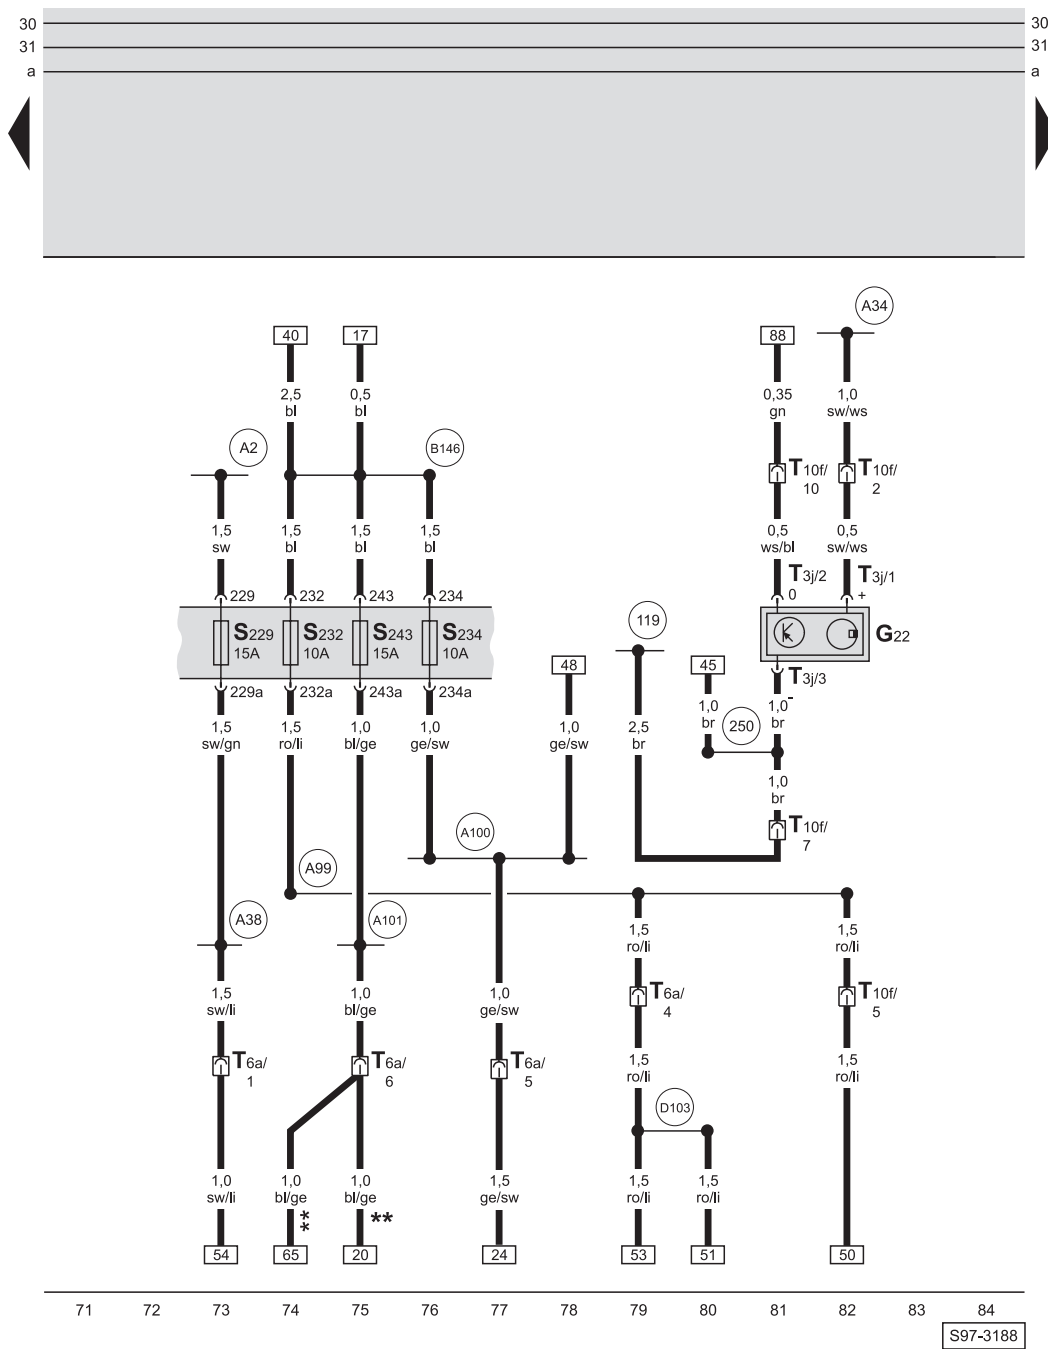 30 30
31 31
a a
A34
40 17 88
2,5 0,5 0,35 1,0
bl bl gn sw/ws
A2 B146
T10f/ T10f/
10 2
1,5 1,5 1,5 1,5 0,5 0,5
sw bl bl bl ws/bl sw/ws
T3j/2 T3j/1
229 232 243 234 0 +
119
S229 S232 S243 S234 G22
15A 10A 15A 10A
48 45
T3j/3
229a 232a 243a 234a
-
1,0 1,0
br br
250
1,5 1,5 1,0 1,0 1,0 2,5
sw/gn ro/li bl/ge ge/sw ge/sw br
1,0
br
A100
T10f/
7
A99
A38 A101
1,5 1,5
ro/li ro/li
1,5 1,0 1,0
sw/li bl/ge ge/sw
T6a/ T10f/
4 5
T6a/ T6a/ T6a/
1 6 5
1,5 1,5
ro/li ro/li
D103
1,0 1,0 1,0 1,5 1,5 1,5
sw/li bl/ge bl/ge ge/sw ro/li ro/li
** **
54 65 20 24 53 51 50
71 72 73 74 75 76 77 78 79 80 81 82 83 84
S97-3188